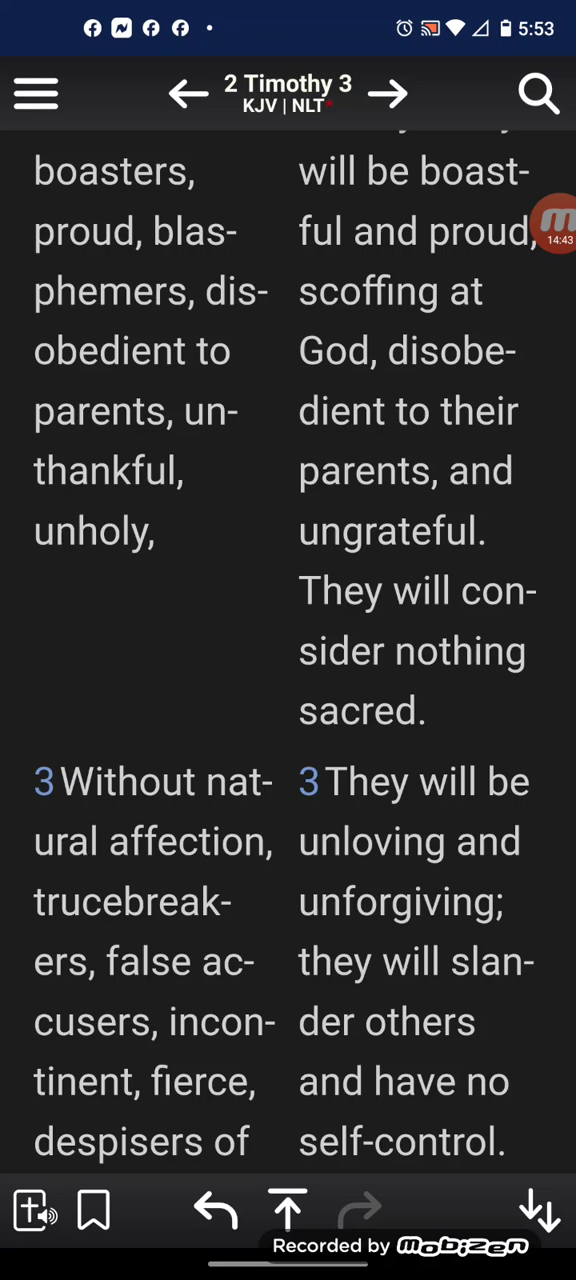 5:53
2 Timothy 3
KJV | NLT*
boasters,
proud, blas-
phemers, dis-
obedient to
parents, un-
thankful,
unholy,
will be boast-
ful and proud,
scoffing at
God, disobe-
dient to their
parents, and
ungrateful.
They will con-
sider nothing
sacred.
14:43
3 Without nat-
ural affection,
trucebreak-
ers, false ac-
cusers, incon-
tinent, fierce,
despisers of
3 They will be
unloving and
unforgiving;
they will slan-
der others
and have no
self-control.
Recorded by mobizen